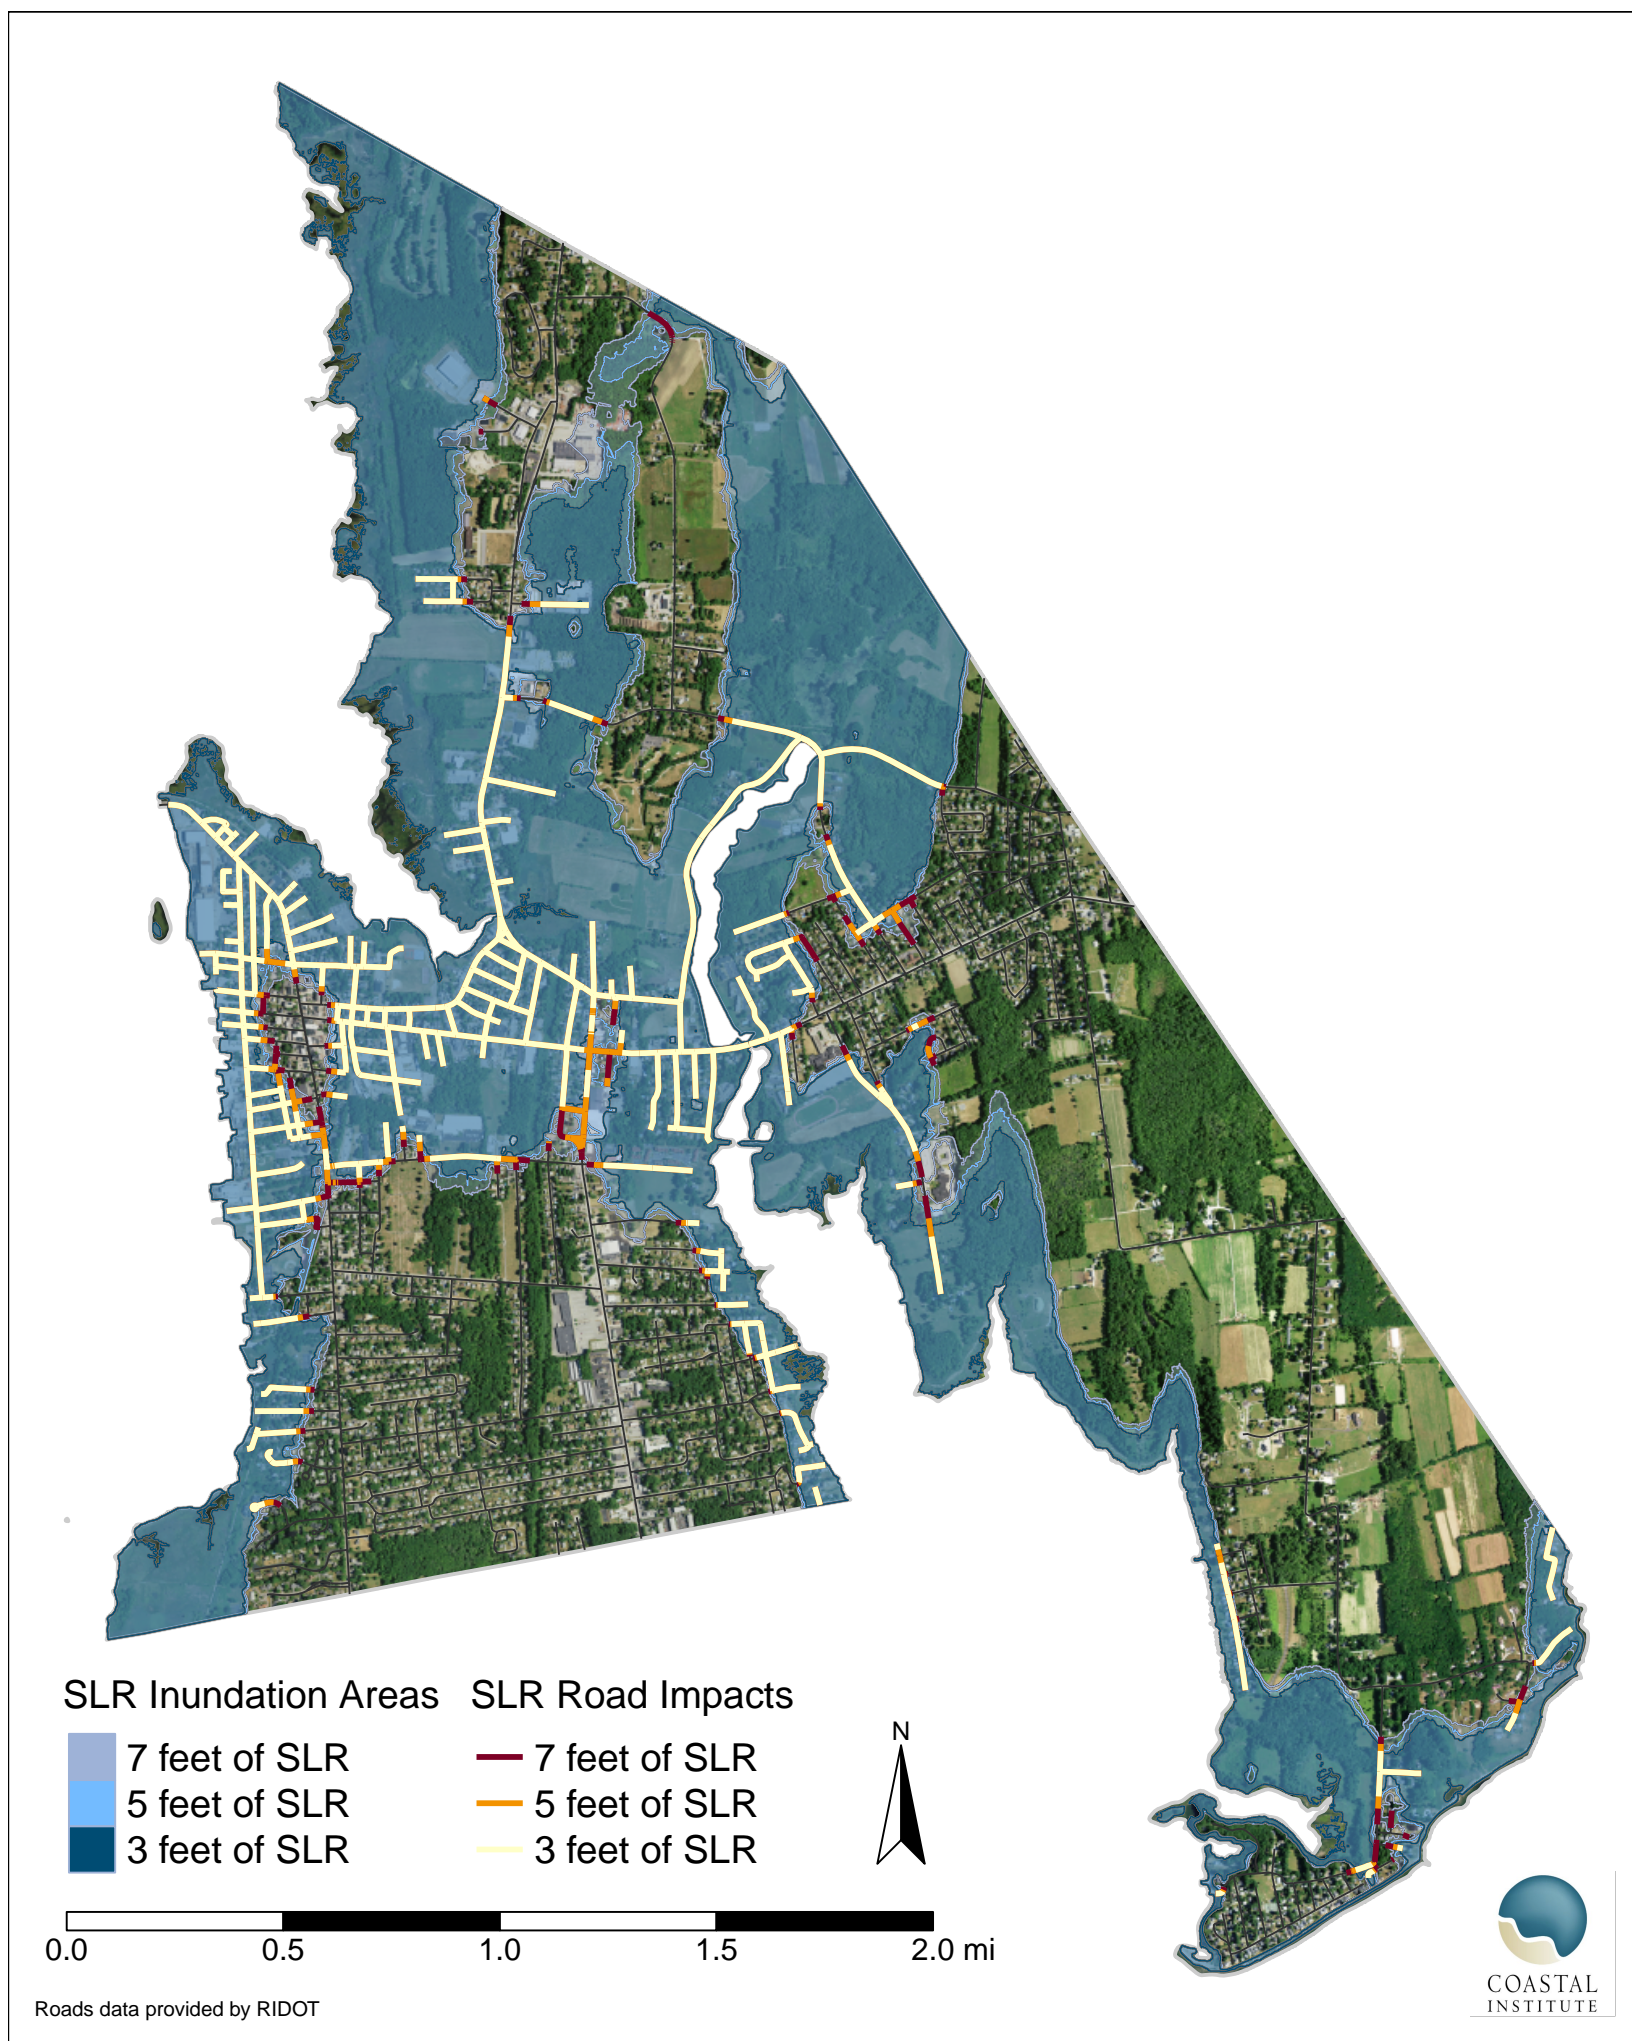 SLR Inundation Areas
7 feet of SLR
5 feet of SLR
3 feet of SLR
SLR Road Impacts
7 feet of SLR
5 feet of SLR
3 feet of SLR
N
0.0 0.5 1.0 1.5 2.0 mi
Roads data provided by RIDOT
COASTAL
INSTITUTE